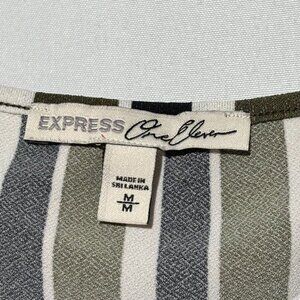 EXPRESS One Eleven
MADE IN
SRI LANKA
M
M